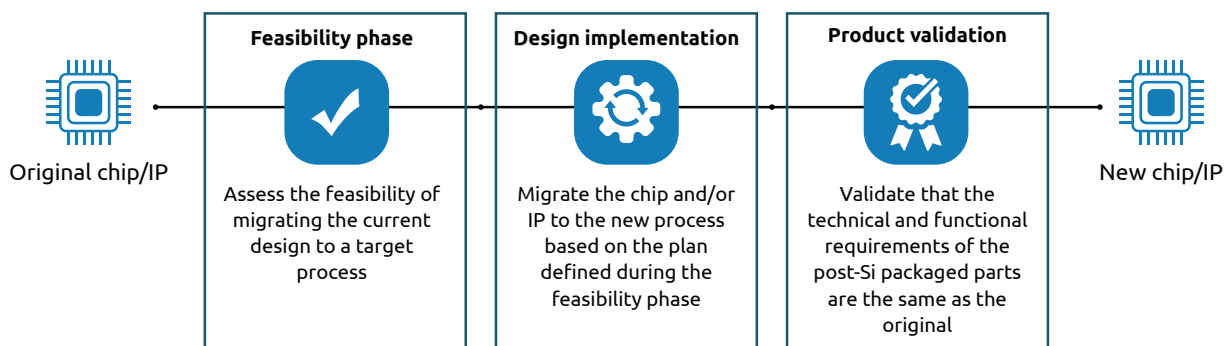 Original chip/IP
Feasibility phase
Assess the feasibility of
migrating the current
design to a target
process
Design implementation
Migrate the chip and/or
IP to the new process
based on the plan
defined during the
feasibility phase
Product validation
Validate that the
technical and functional
requirements of the
post-Si packaged parts
are the same as the
original
New chip/IP